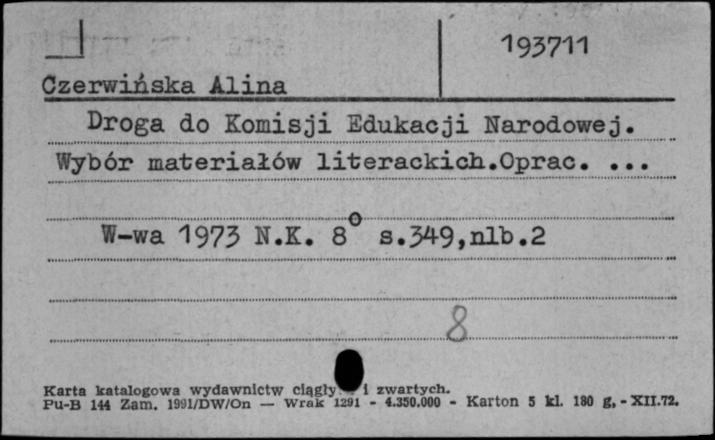 193711
Czerwińska Alina
Droga do Komisji Edukacji Narodowej.
Wybór materiałów literackich.Oprac. ...
W-wa 1973 N.K. 8° s.349,nlb.2
8
Karta katalogowa wydawnictw ciągły i zwartych.
Pu-B 144 Zam. 1991/DW/On — Wrak 1291 - 4.350.000 - Karton 5 kl. 180 g, - XII.72.